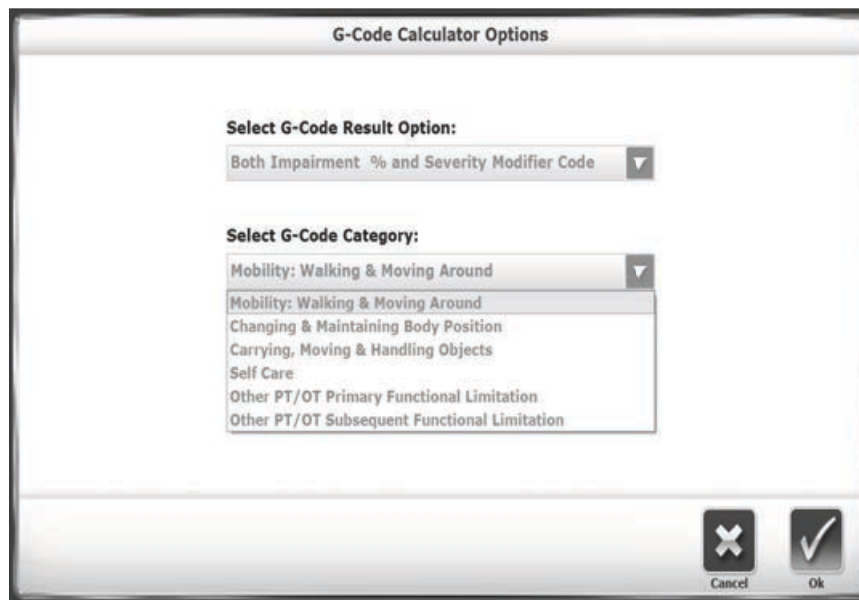 G-Code Calculator Options
Select G-Code Result Option:
Both Impairment % and Severity Modifier Code
Select G-Code Category:
Mobility: Walking & Moving Around
Mobility: Walking & Moving Around
Changing & Maintaining Body Position
Carrying, Moving & Handling Objects
Self Care
Other PT/OT Primary Functional Limitation
Other PT/OT Subsequent Functional Limitation
Cancel
Ok